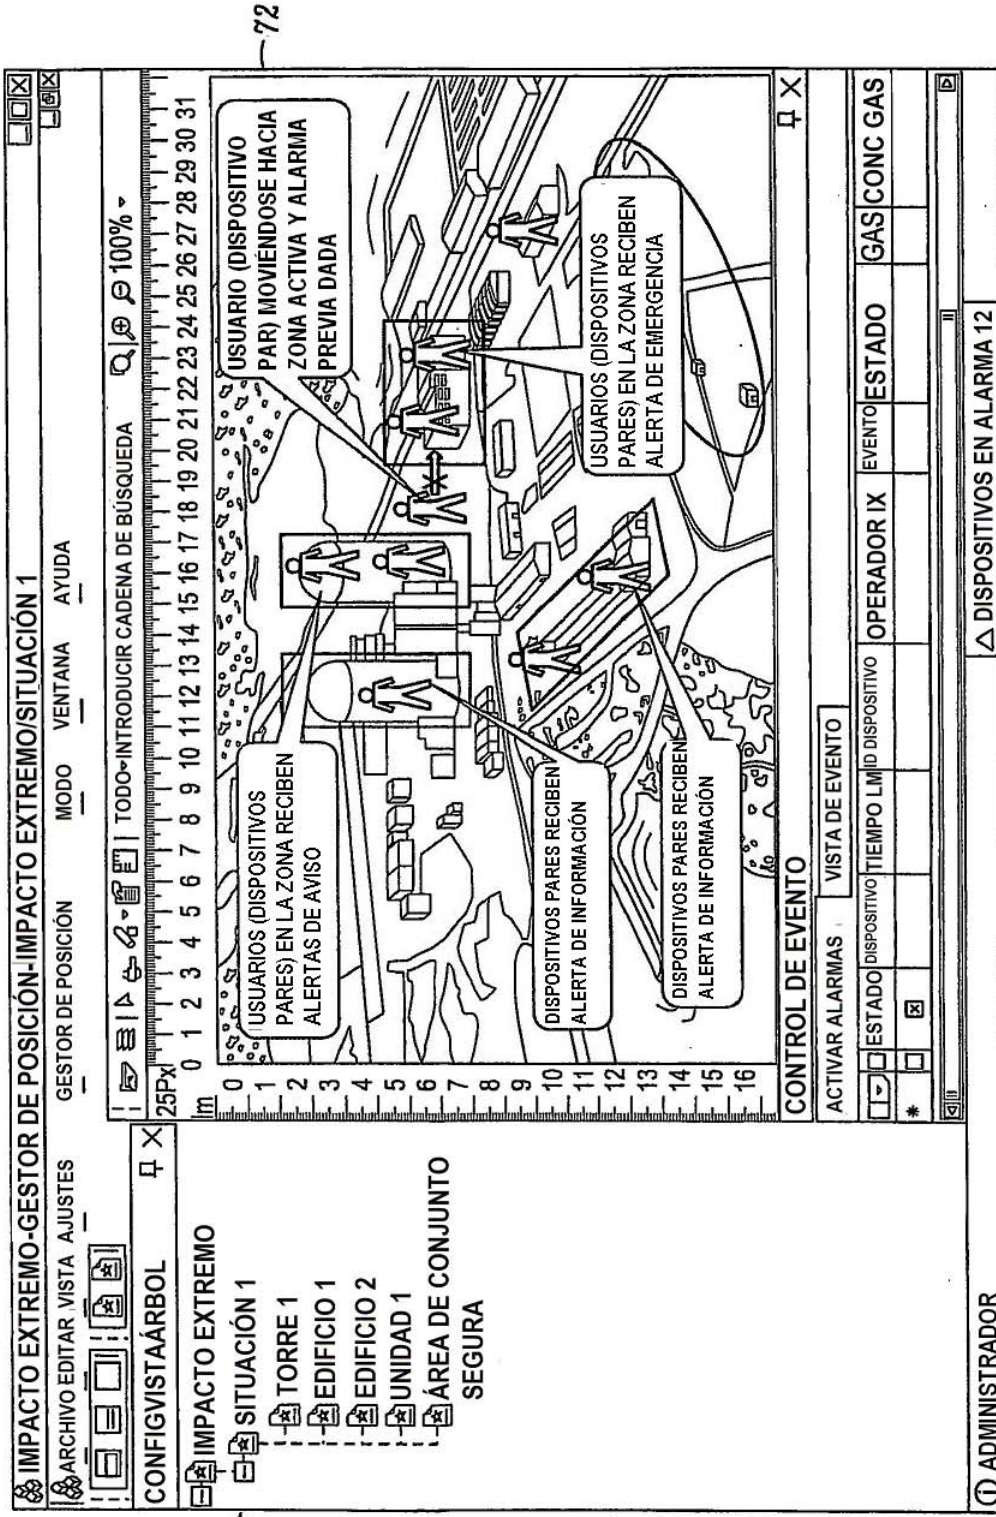 72
IMPACTO EXTREMO-GESTOR DE POSICIÓN-IMPACTO EXTREMO/SITUACIÓN 1
ARCHIVO EDITAR VISTA AJUSTES GESTOR DE POSICIÓN MODO VENTANA AYUDA
TODO INTRODUCIR CADENA DE BÚSQUEDA 100%
CONFIGVISTAÁRBOL
IMPACTO EXTREMO
SITUACIÓN 1
TORRE 1
EDIFICIO 1
EDIFICIO 2
UNIDAD 1
ÁREA DE CONJUNTO
SEGURA
25Px
0 1 2 3 4 5 6 7 8 9 10 11 12 13 14 15 16 17 18 19 20 21 22 23 24 25 26 27 28 29 30 31
lm
0
1
2
3
4
5
6
7
8
9
10
11
12
13
14
15
16
USUARIOS (DISPOSITIVOS
PARES) EN LA ZONA RECIBEN
ALERTAS DE AVISO
USUARIO (DISPOSITIVO
PAR) MOVIÉNDOSE HACIA
ZONA ACTIVA Y ALARMA
PREVIA DADA
DISPOSITIVOS PARES RECIBEN
ALERTA DE INFORMACIÓN
USUARIOS (DISPOSITIVOS
PARES) EN LA ZONA RECIBEN
ALERTA DE EMERGENCIA
DISPOSITIVOS PARES RECIBEN
ALERTA DE INFORMACIÓN
CONTROL DE EVENTO
ACTIVAR ALARMAS VISTA DE EVENTO
ESTADO DISPOSITIVO TIEMPO LM ID DISPOSITIVO OPERADOR IX EVENTO ESTADO GAS CONC GAS
*
ADMINISTRADOR DISPOSITIVOS EN ALARMA 12